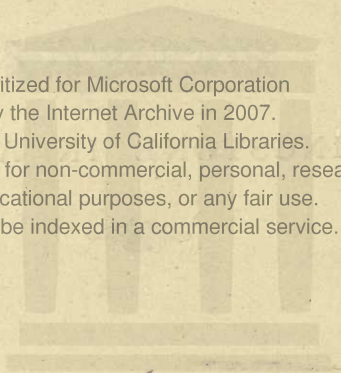 itized for Microsoft Corporation
the Internet Archive in 2007.
University of California Libraries.
for non-commercial, personal,
cational purposes, or any fair use.
be indexed in a commercial service.